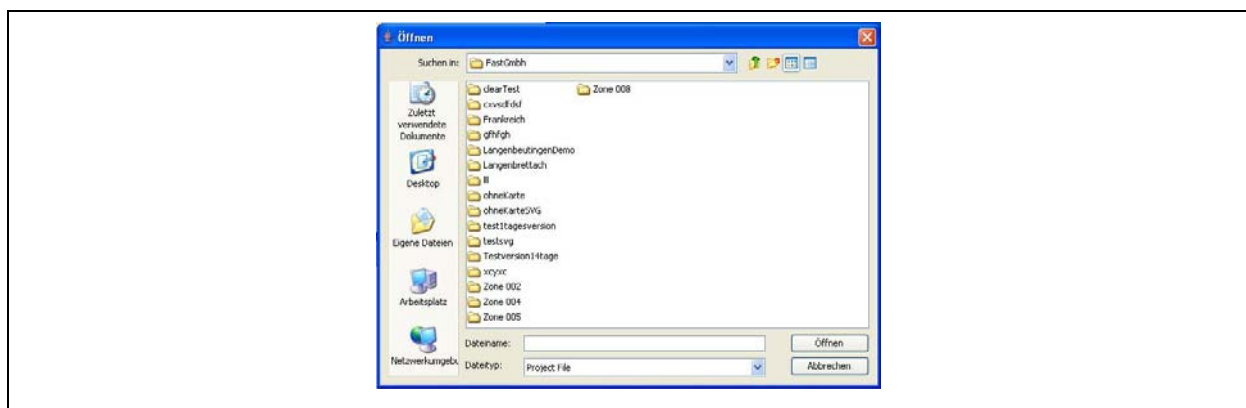 Öffnen
Suchen in: FastGmbh
Zuletzt
verwendete
Dokumente
Desktop
Eigene Dateien
Arbeitsplatz
Netzwerkumgebu
clearTest
cxvsdfdsf
Frankreich
gfhfgh
LangenbeutingenDemo
Langenbrettach
lll
ohneKarte
ohneKarteSVG
test1tagesversion
testsvg
Testversion14tage
xcyxc
Zone 002
Zone 004
Zone 005
Zone 008
Dateiname:
Öffnen
Dateityp: Project File
Abbrechen